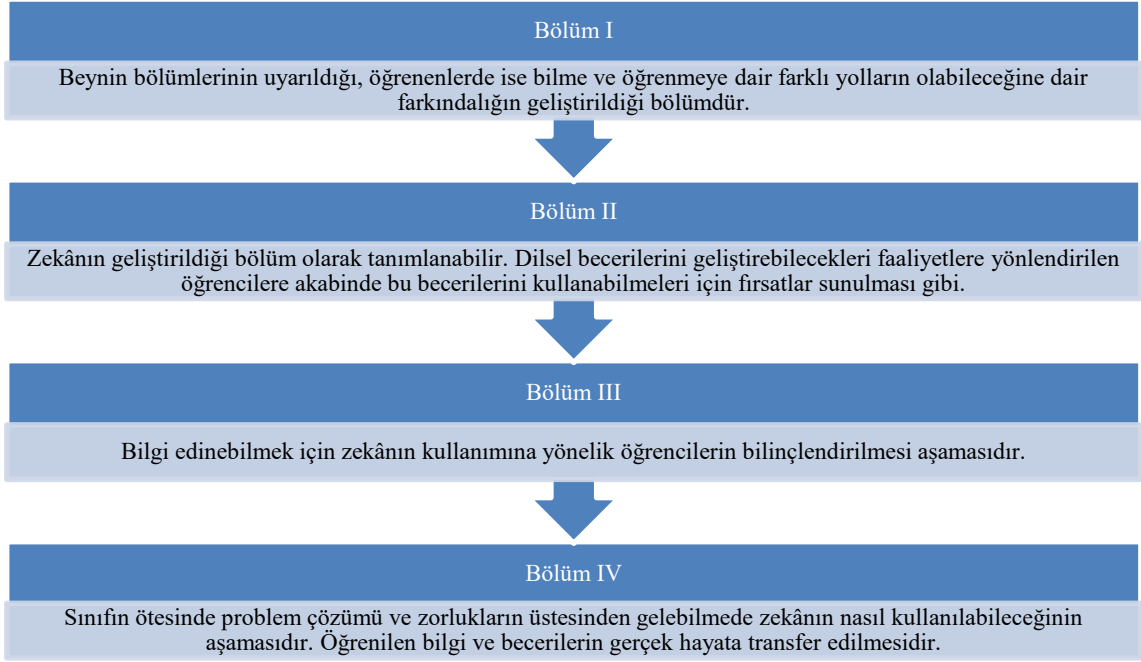 Bölüm I
Beynin bölümlerinin uyarıldığı, öğrenenlerde ise bilme ve öğrenmeye dair farklı yolların olabileceğine dair
farkındalığın geliştirildiği bölümdür.
Bölüm II
Zekânın geliştirildiği bölüm olarak tanımlanabilir. Dilsel becerilerini geliştirebilecekleri faaliyetlere yönlendirilen
öğrencilere akabinde bu becerilerini kullanabilmeleri için fırsatlar sunulması gibi.
Bölüm III
Bilgi edinebilmek için zekânın kullanımına yönelik öğrencilerin bilinçlendirilmesi aşamasıdır.
Bölüm IV
Sınıfın ötesinde problem çözümü ve zorlukların üstesinden gelebilmede zekânın nasıl kullanılabileceğinin
aşamasıdır. Öğrenilen bilgi ve becerilerin gerçek hayata transfer edilmesidir.